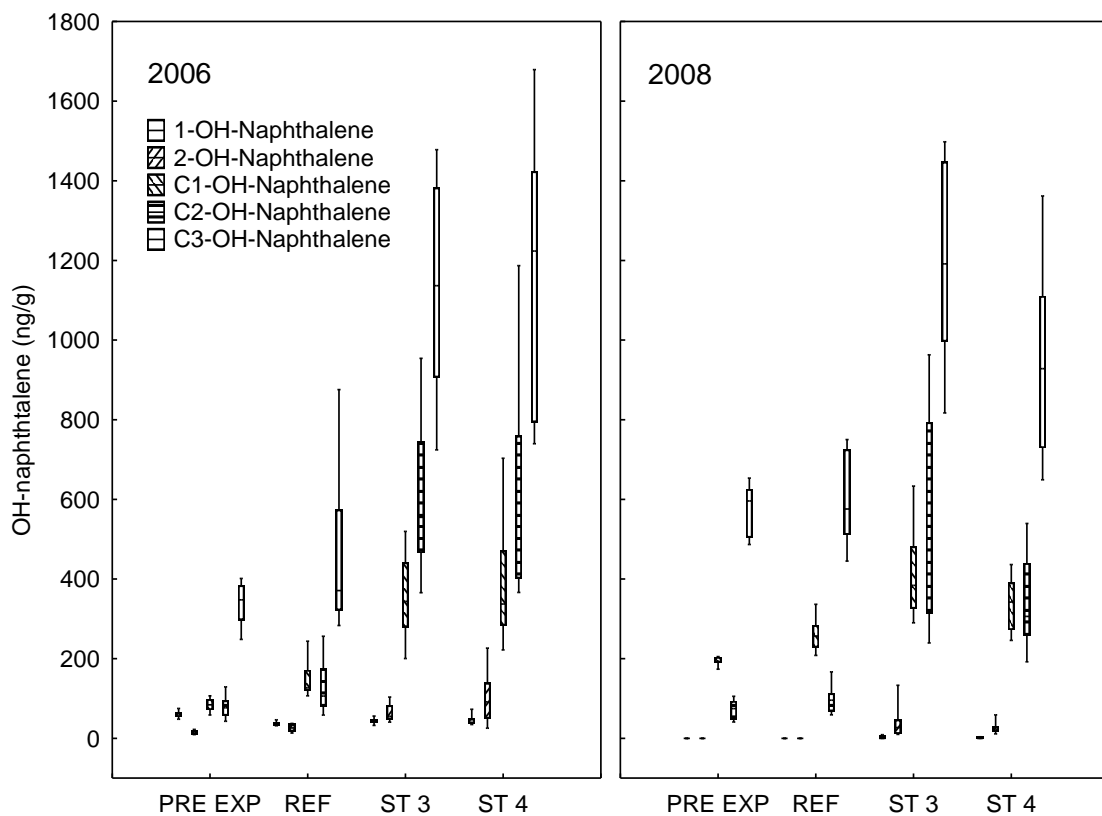 1800
1600
1400
1200
1000
800
600
400
200
0
OH-naphthtalene (ng/g)
2006
1-OH-Naphthalene
2-OH-Naphthalene
C1-OH-Naphthalene
C2-OH-Naphthalene
C3-OH-Naphthalene
PRE EXP REF ST 3 ST 4
2008
PRE EXP REF ST 3 ST 4